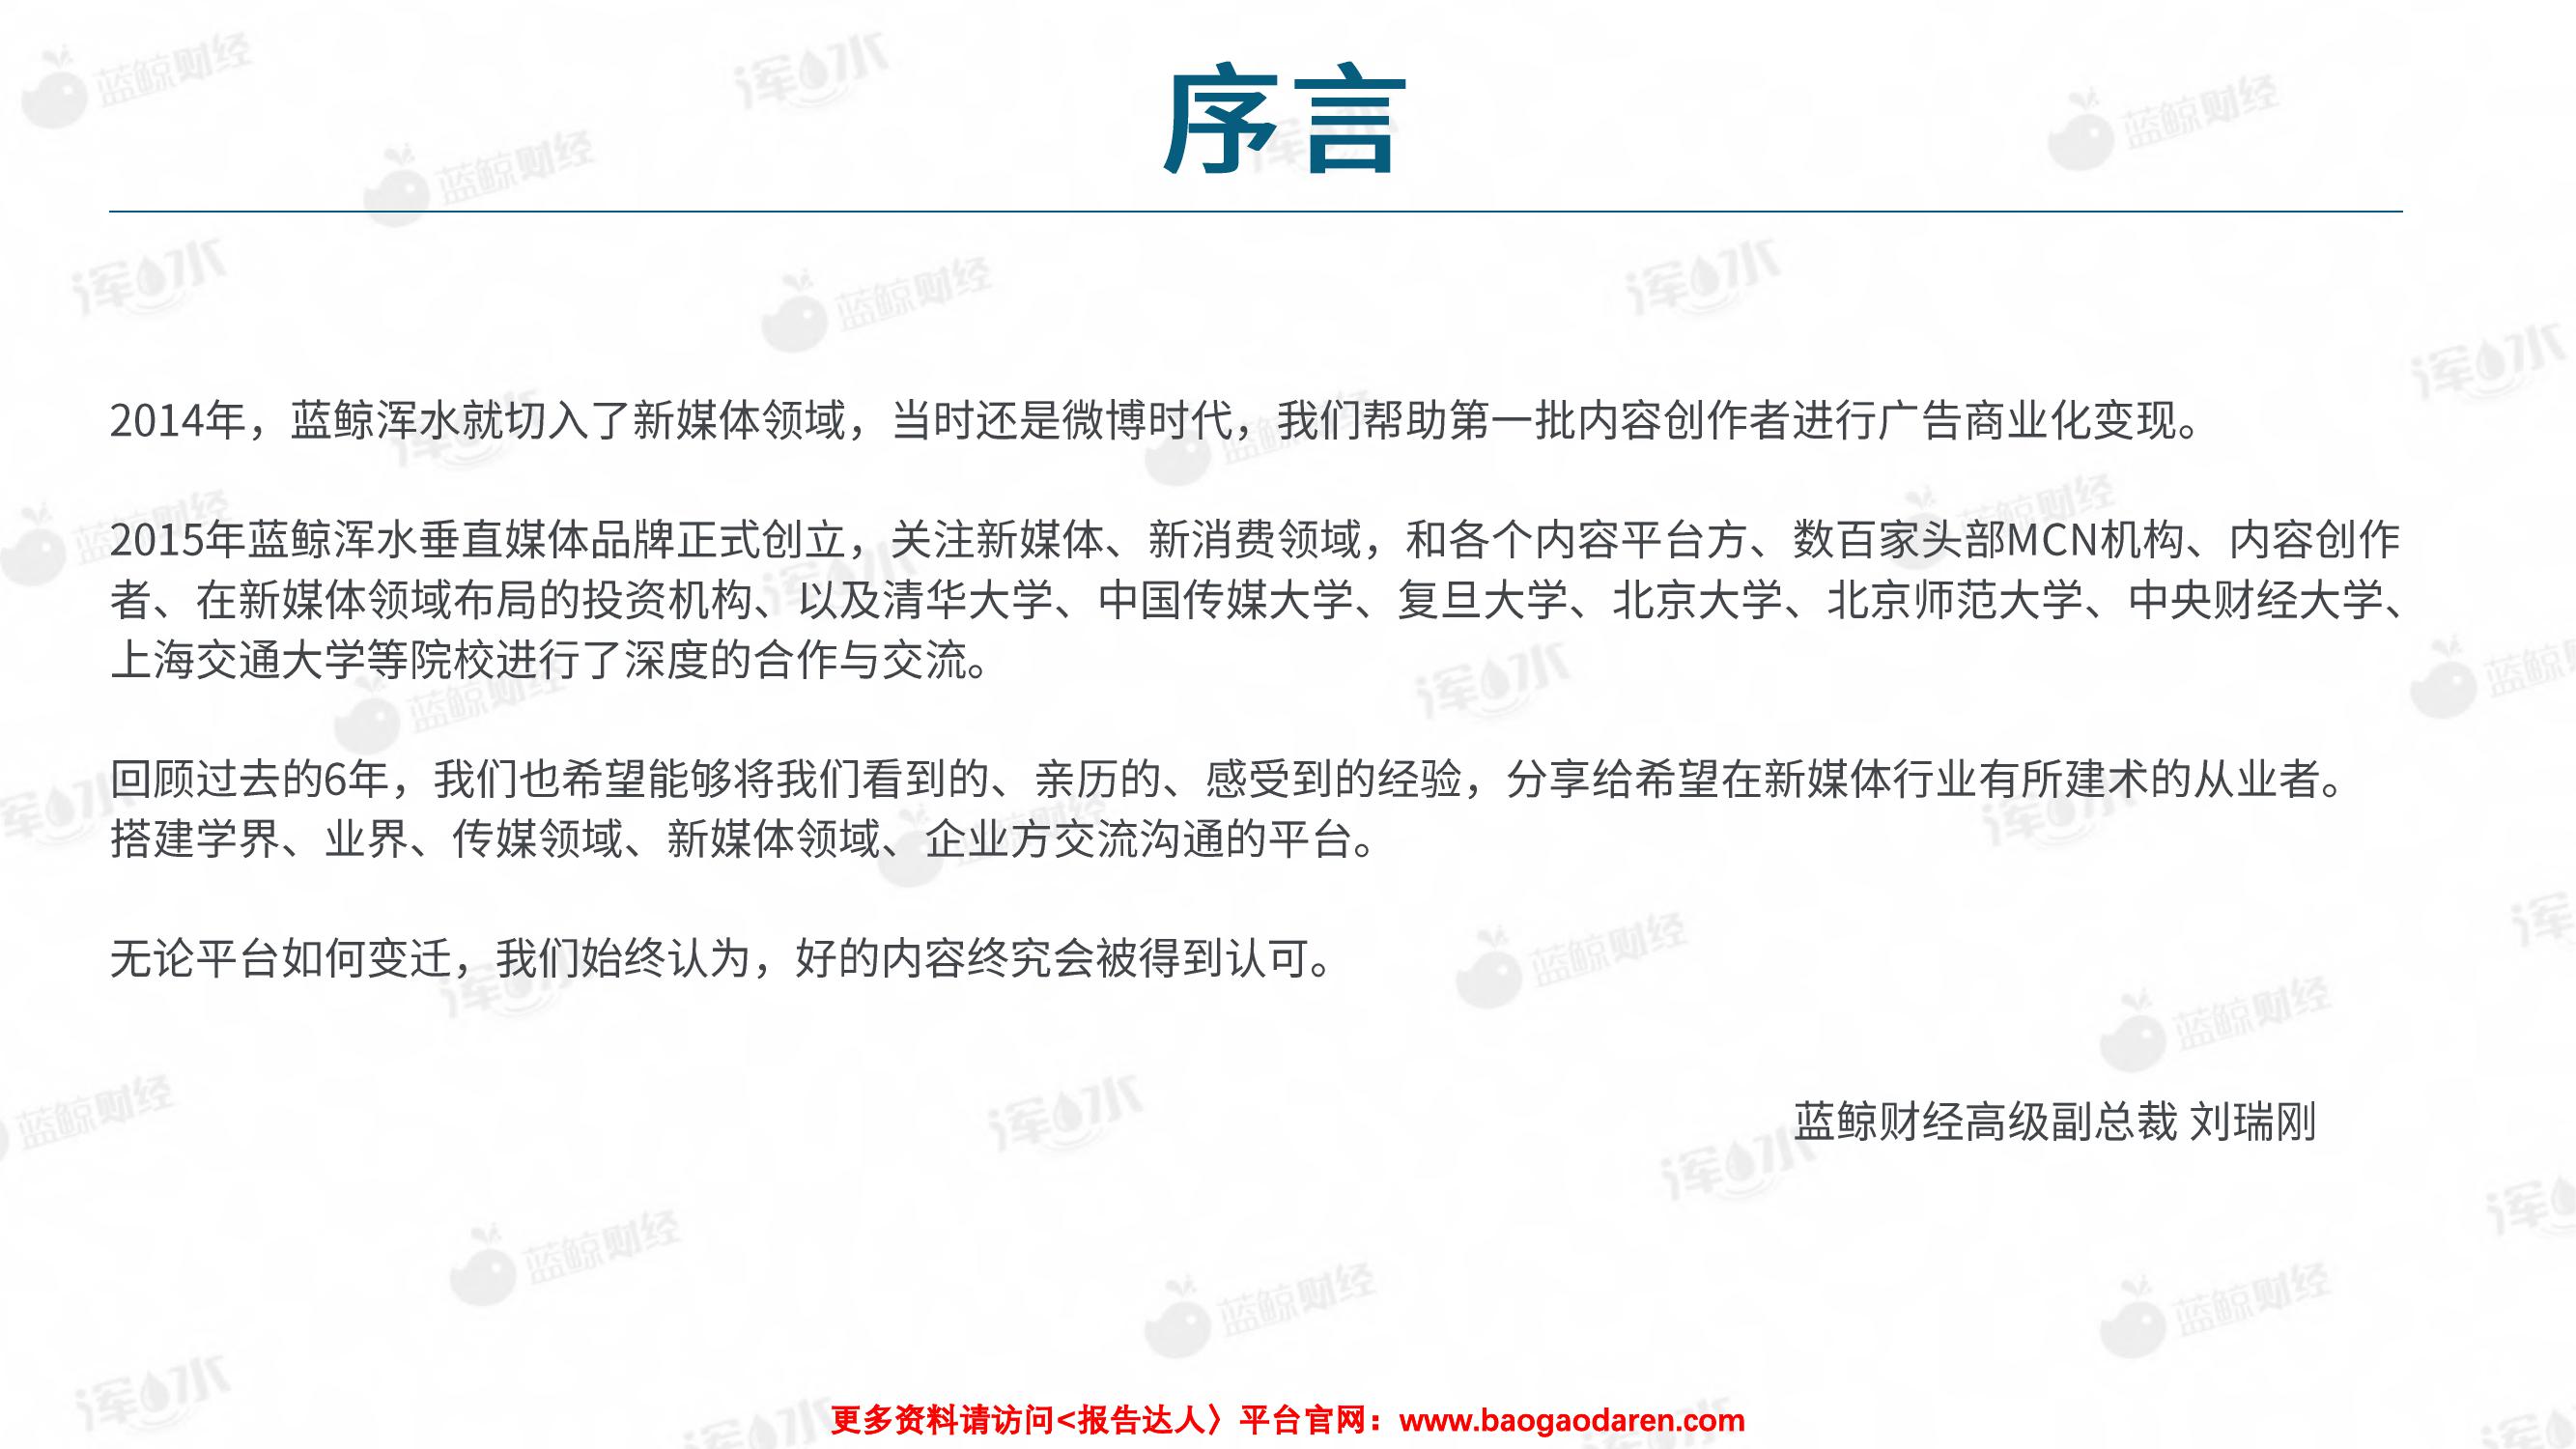 序言
2014年，蓝鲸浑水就切入了新媒体领域，当时还是微博时代，我们帮助第一批内容创作者进行广告商业化变现。
2015年蓝鲸浑水垂直媒体品牌正式创立，关注新媒体、新消费领域，和各个内容平台方、数百家头部MCN机构、内容创作
者、在新媒体领域布局的投资机构、以及清华大学、中国传媒大学、复旦大学、北京大学、北京师范大学、中央财经大学、
上海交通大学等院校进行了深度的合作与交流。
回顾过去的6年，我们也希望能够将我们看到的、亲历的、感受到的经验，分享给希望在新媒体行业有所建术的从业者。
搭建学界、业界、传媒领域、新媒体领域、企业方交流沟通的平台。
无论平台如何变迁，我们始终认为，好的内容终究会被得到认可。
蓝鲸财经高级副总裁 刘瑞刚
更多资料请访问<报告达人〉平台官网：www.baogaodaren.com
蓝鲸财经
浑水